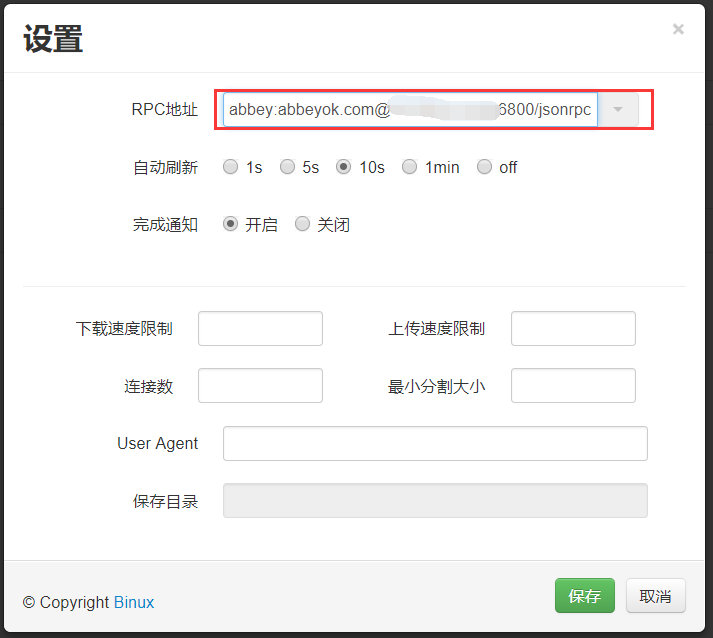 设置
×
RPC地址 abbey:abbeyok.com@ 6800/jsonrpc
自动刷新 1s 5s 10s 1min off
完成通知 开启 关闭
下载速度限制 上传速度限制
连接数 最小分割大小
User Agent
保存目录
© Copyright Binux 保存 取消